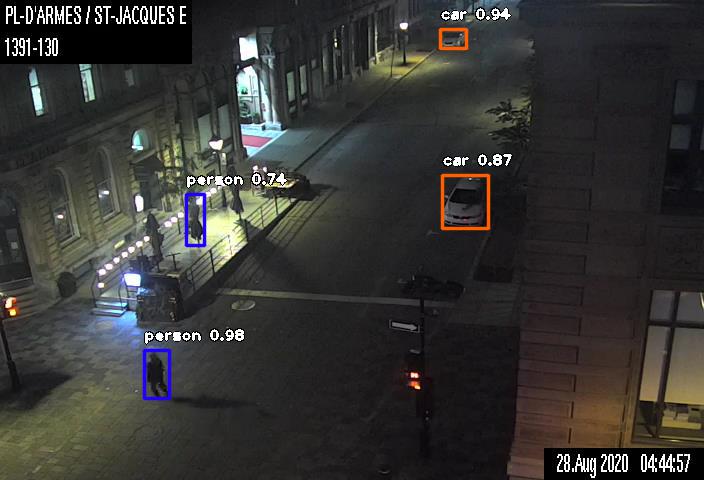 PL-D'ARMES / ST-JACQUES E
1391-130
car 0.94
car 0.87
person 0.74
person 0.98
28.Aug 2020 04:44:57